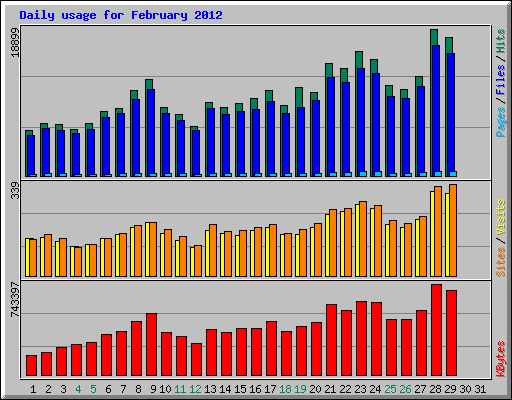 Daily usage for February 2012
18899
Pages/Files/Hits
339
Sites/Visits
743397
KBytes
1 2 3 4 5 6 7 8 9 10 11 12 13 14 15 16 17 18 19 20 21 22 23 24 25 26 27 28 29 30 31